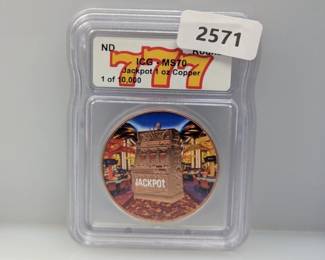 2571
ND
777
ICG - MS70
Jackpot 1 oz Copper
1 of 10,000
JACKPOT